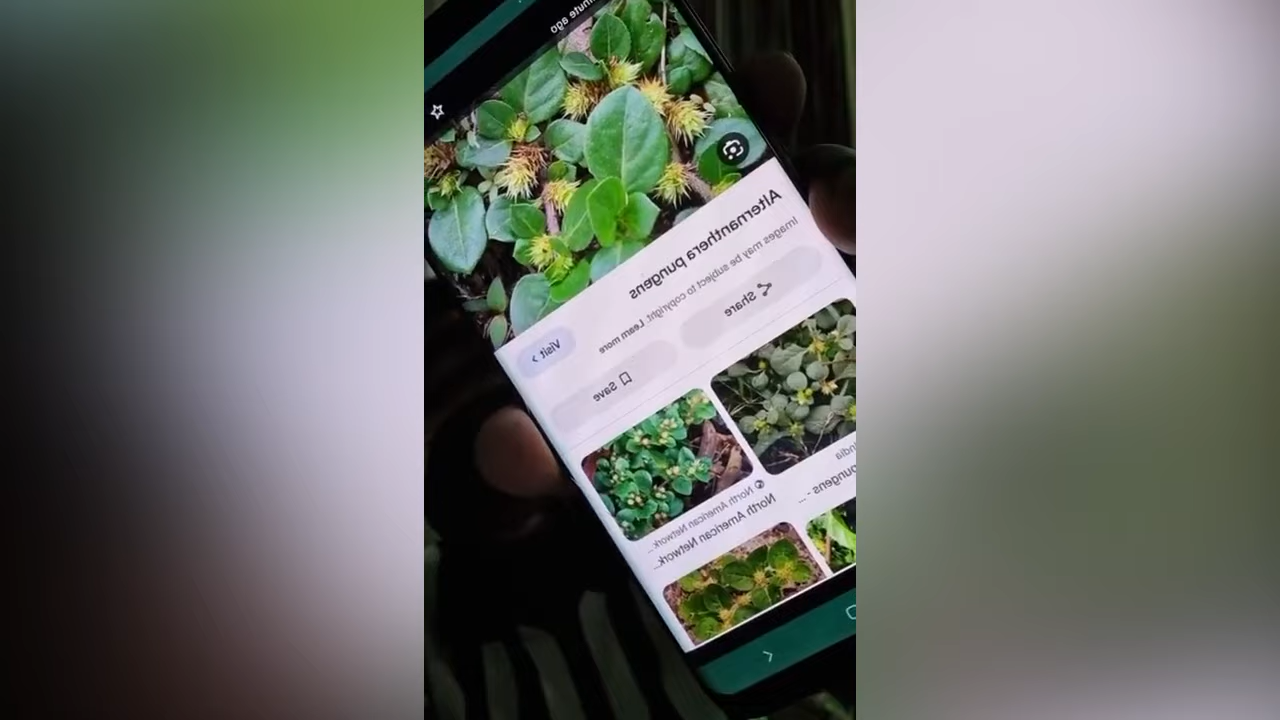 minute ago
Alternanthera pungens
Images may be subject to copyright. Learn more
Visit >
Share
Save
North American Network...
North American Network...
India
pungens - ...